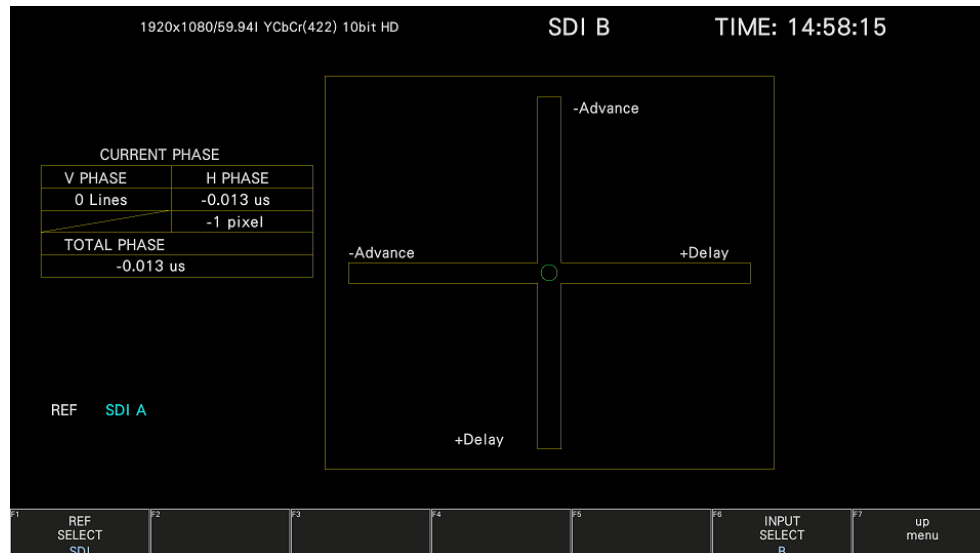 1920x1080/59.94I YCbCr(422) 10bit HD SDI B TIME: 14:58:15
-Advance
CURRENT PHASE
V PHASE H PHASE
0 Lines -0.013 us
-1 pixel
TOTAL PHASE
-0.013 us
-Advance +Delay
REF SDI A
+Delay
F1 REF SELECT SDI
F2
F3
F4
F5
F6 INPUT SELECT B
F7 up menu